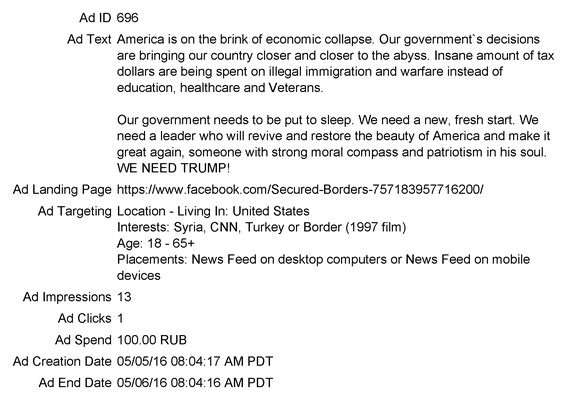 Ad ID 696
Ad Text America is on the brink of economic collapse. Our government`s decisions
are bringing our country closer and closer to the abyss. Insane amount of tax
dollars are being spent on illegal immigration and warfare instead of
education, healthcare and Veterans.
Our government needs to be put to sleep. We need a new, fresh start. We
need a leader who will revive and restore the beauty of America and make it
great again, someone with strong moral compass and patriotism in his soul.
WE NEED TRUMP!
Ad Landing Page https://www.facebook.com/Secured-Borders-757183957716200/
Ad Targeting Location - Living In: United States
Interests: Syria, CNN, Turkey or Border (1997 film)
Age: 18 - 65+
Placements: News Feed on desktop computers or News Feed on mobile
devices
Ad Impressions 13
Ad Clicks 1
Ad Spend 100.00 RUB
Ad Creation Date 05/05/16 08:04:17 AM PDT
Ad End Date 05/06/16 08:04:16 AM PDT